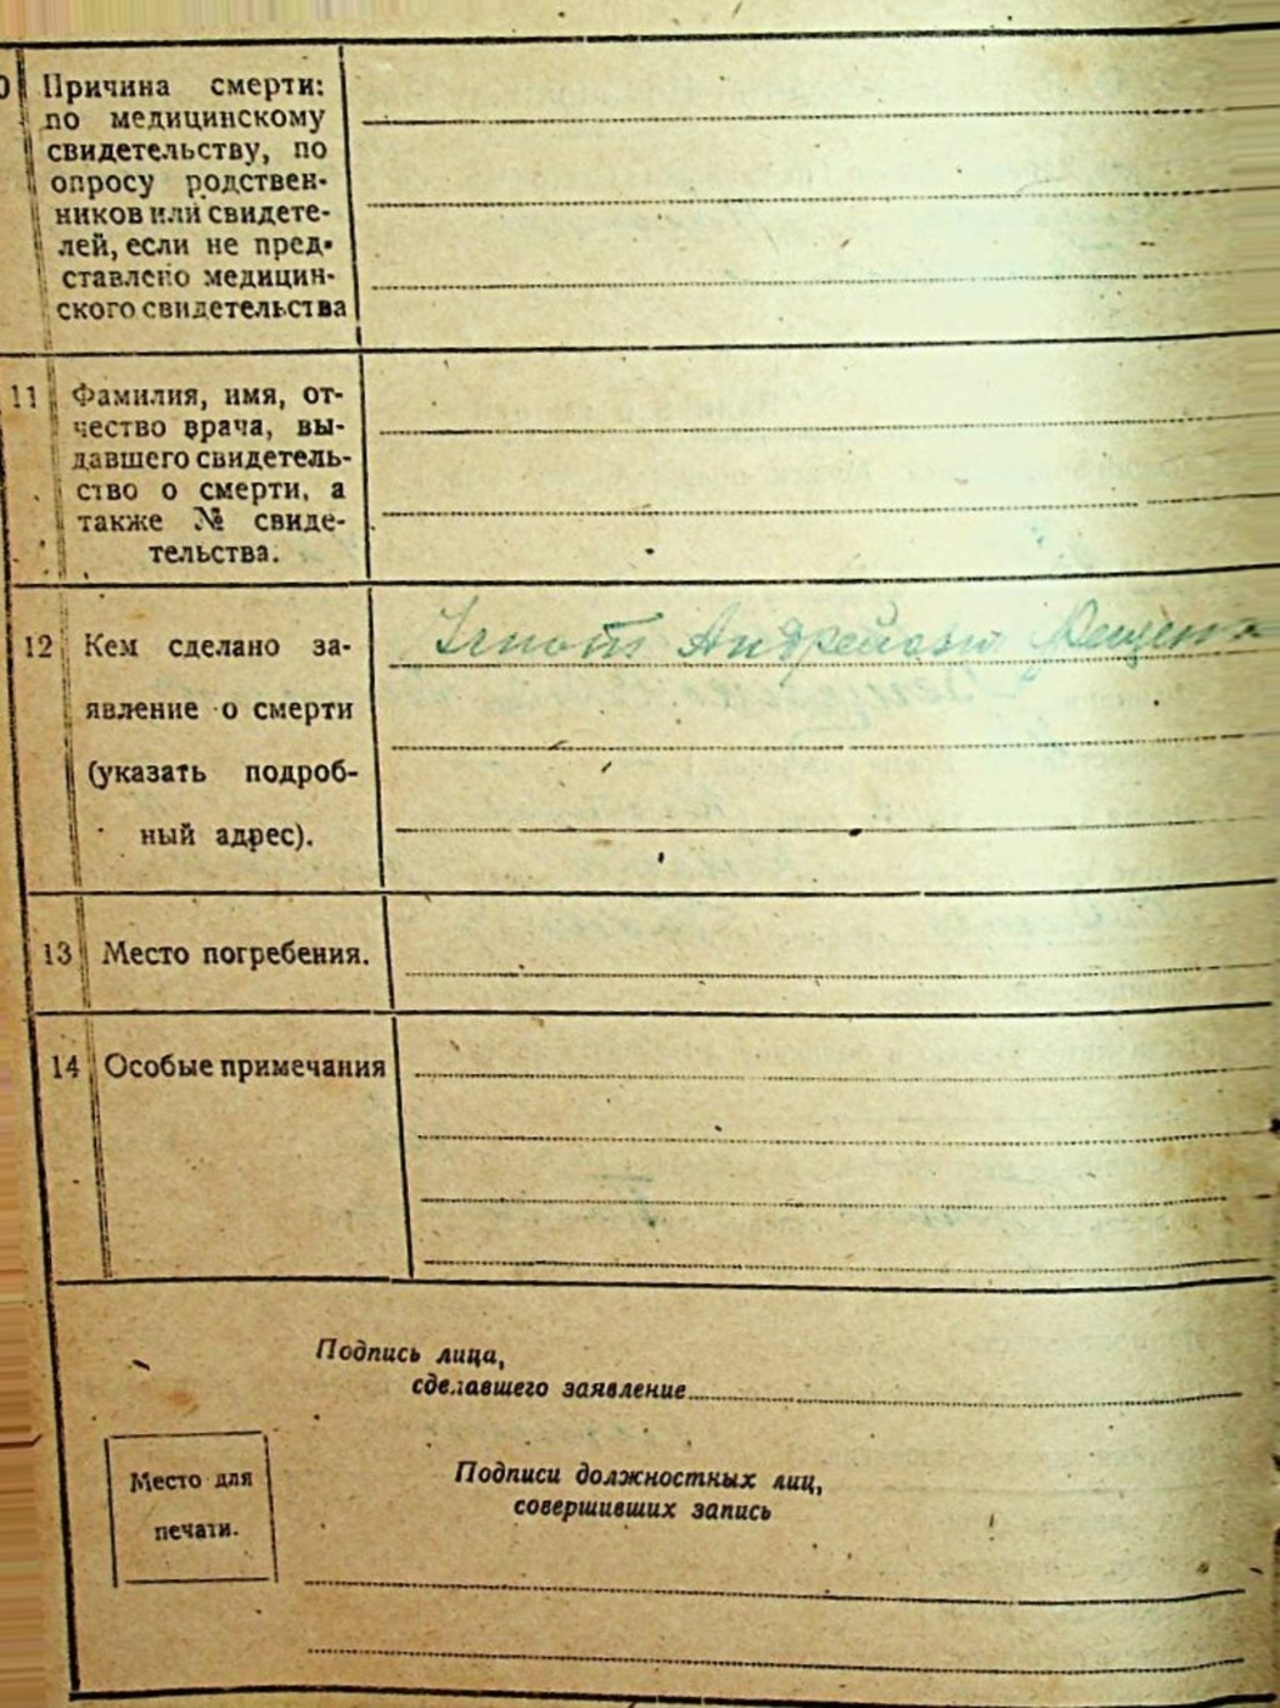 Причина смерти:
по медицинскому
свидетельству, по
опросу родствен-
ников или свидете-
лей, если не пред-
ставлено медицин-
ского свидетельства
11 Фамилия, имя, от-
чество врача, вы-
давшего свидетель-
ство о смерти, а
также № свиде-
тельства.
12 Кем сделано за-
явление о смерти
(указать подроб-
ный адрес).
13 Место погребения.
14 Особые примечания
Подпись лица,
сделавшего заявление
Место для
печати.
Подписи должностных лиц,
совершивших запись